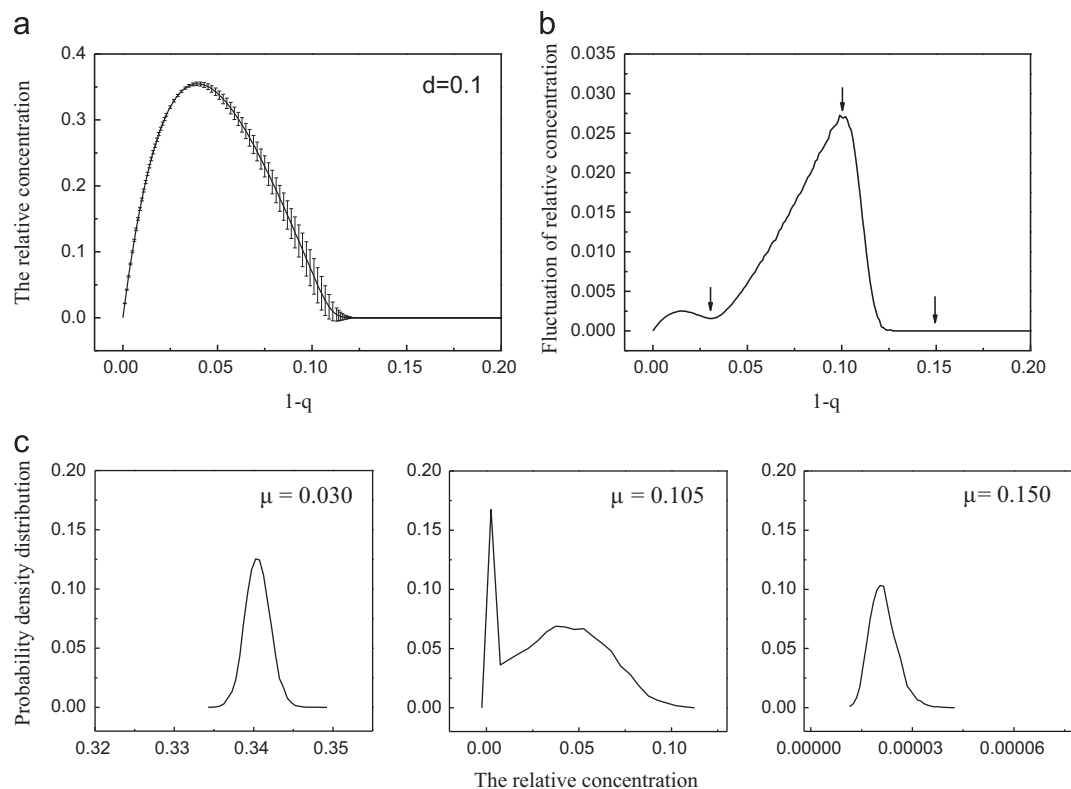 a
The relative concentration
0.4
0.3
0.2
0.1
0.0
d=0.1
0.00 0.05 0.10 0.15 0.20
1-q
b
Fluctuation of relative concentration
0.035
0.030
0.025
0.020
0.015
0.010
0.005
0.000
0.00 0.05 0.10 0.15 0.20
1-q
c
Probability density distribution
0.20
0.15
0.10
0.05
0.00
μ = 0.030
0.32 0.33 0.34 0.35
0.20
0.15
0.10
0.05
0.00
μ = 0.105
0.00 0.05 0.10
0.20
0.15
0.10
0.05
0.00
μ= 0.150
0.00000 0.00003 0.00006
The relative concentration